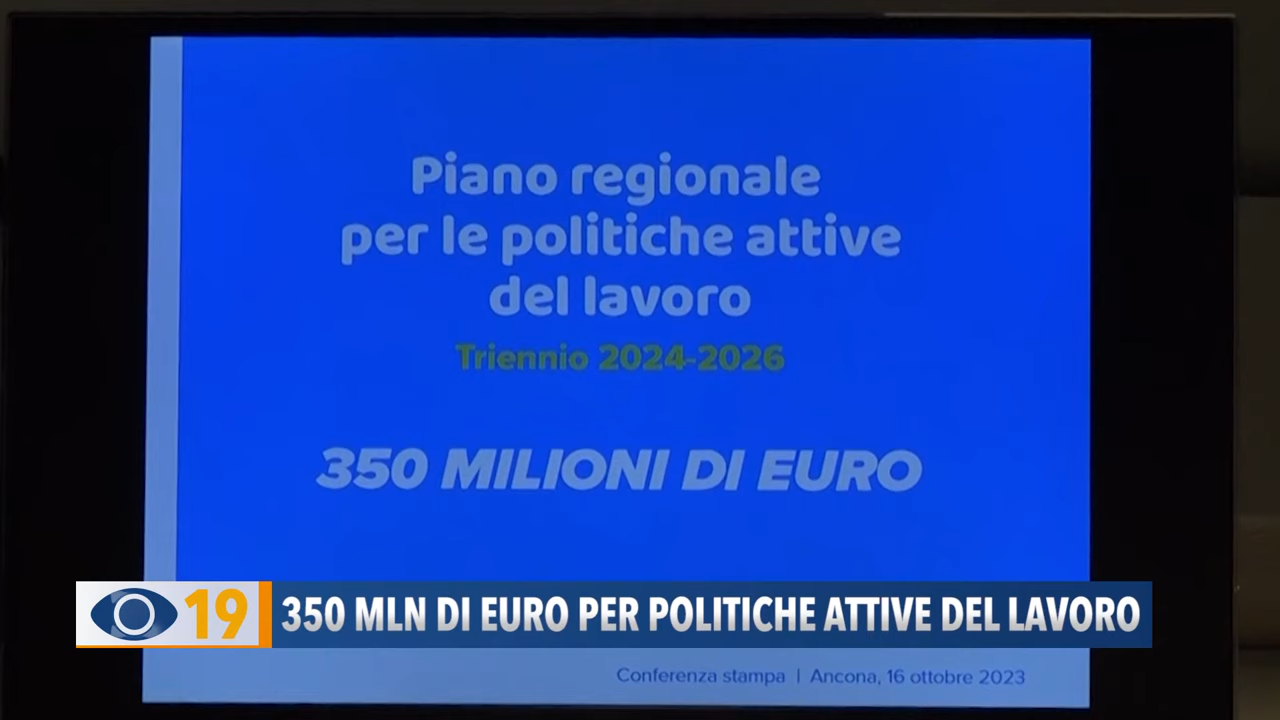 Piano regionale
per le politiche attive
del lavoro
Triennio 2024-2026
350 MILIONI DI EURO
19 350 MLN DI EURO PER POLITICHE ATTIVE DEL LAVORO
Conferenza stampa | Ancona, 16 ottobre 2023